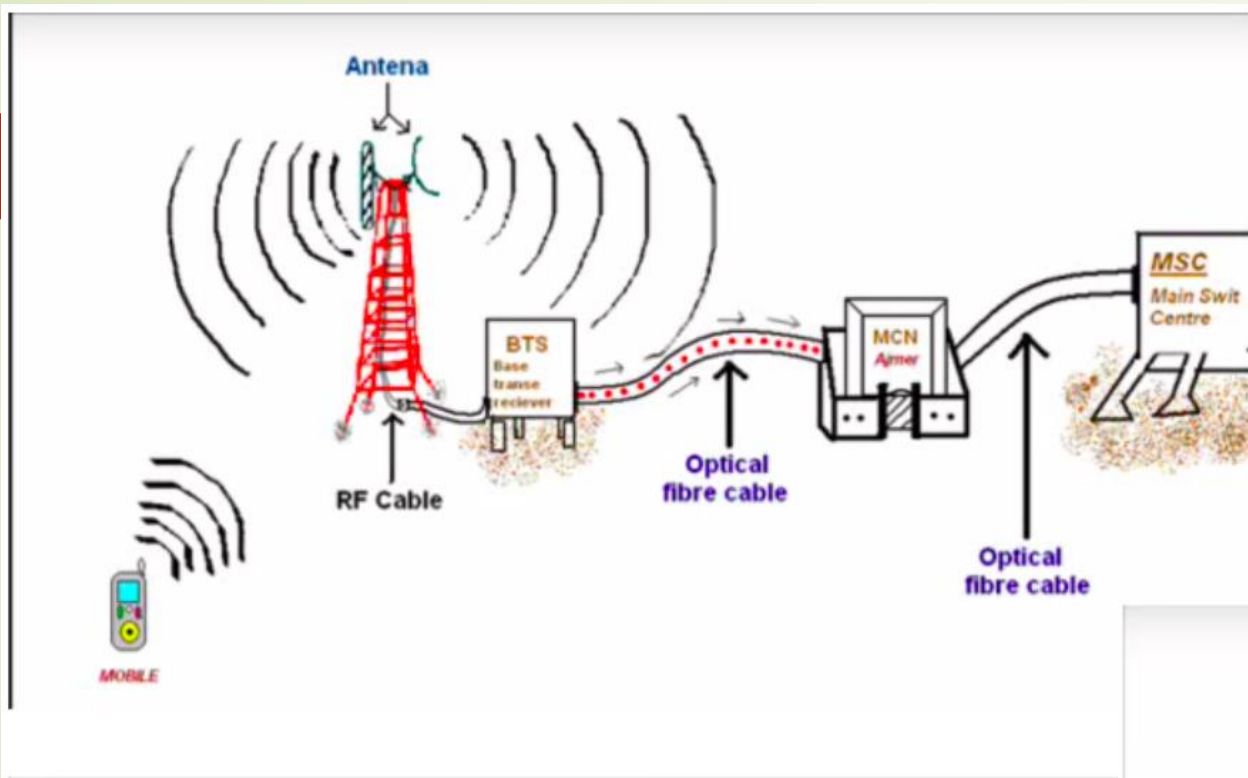 Antena
BTS
Base
transe
reciever
RF Cable
MOBILE
Optical
fibre cable
MCN
Ajmer
Optical
fibre cable
MSC
Main Swit
Centre